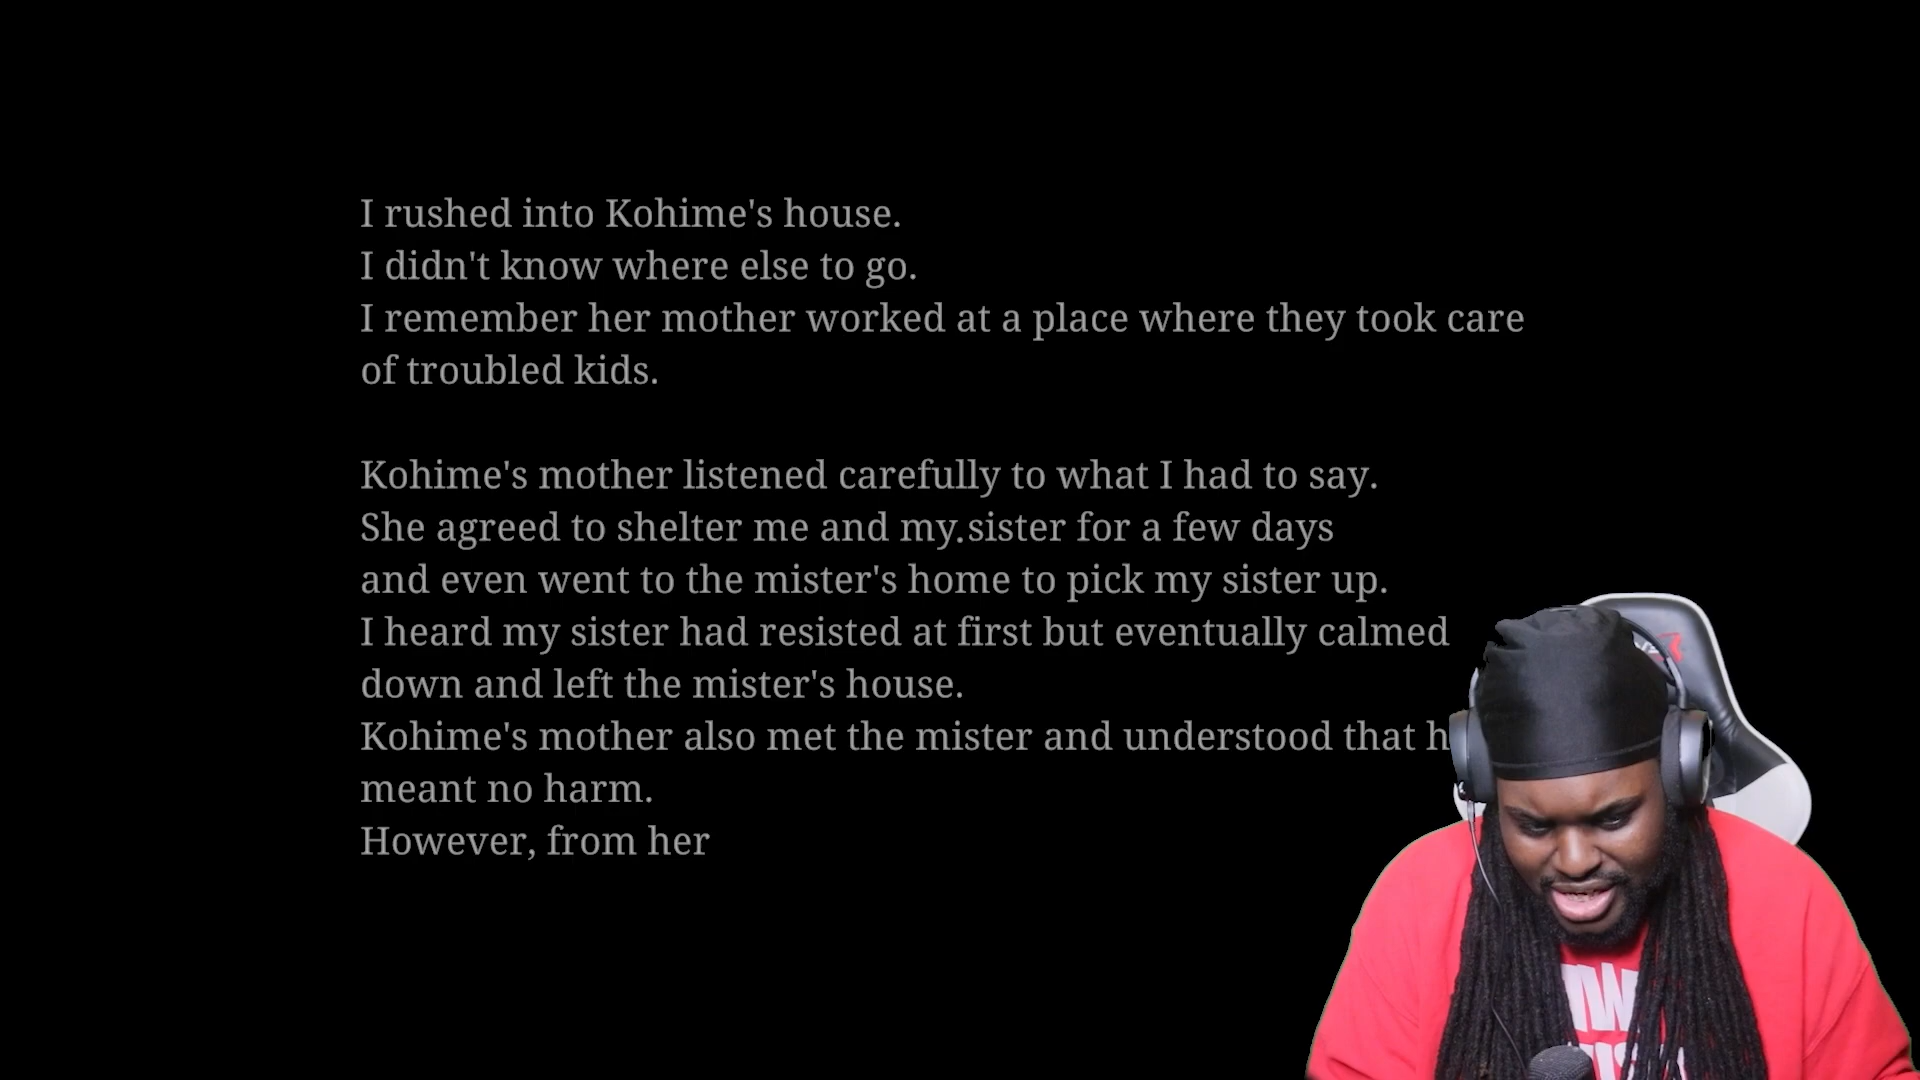 I rushed into Kohime's house.
I didn't know where else to go.
I remember her mother worked at a place where they took care
of troubled kids.
Kohime's mother listened carefully to what I had to say.
She agreed to shelter me and my.sister for a few days
and even went to the mister's home to pick my sister up.
I heard my sister had resisted at first but eventually calmed
down and left the mister's house.
Kohime's mother also met the mister and understood that
meant no harm.
However, from her